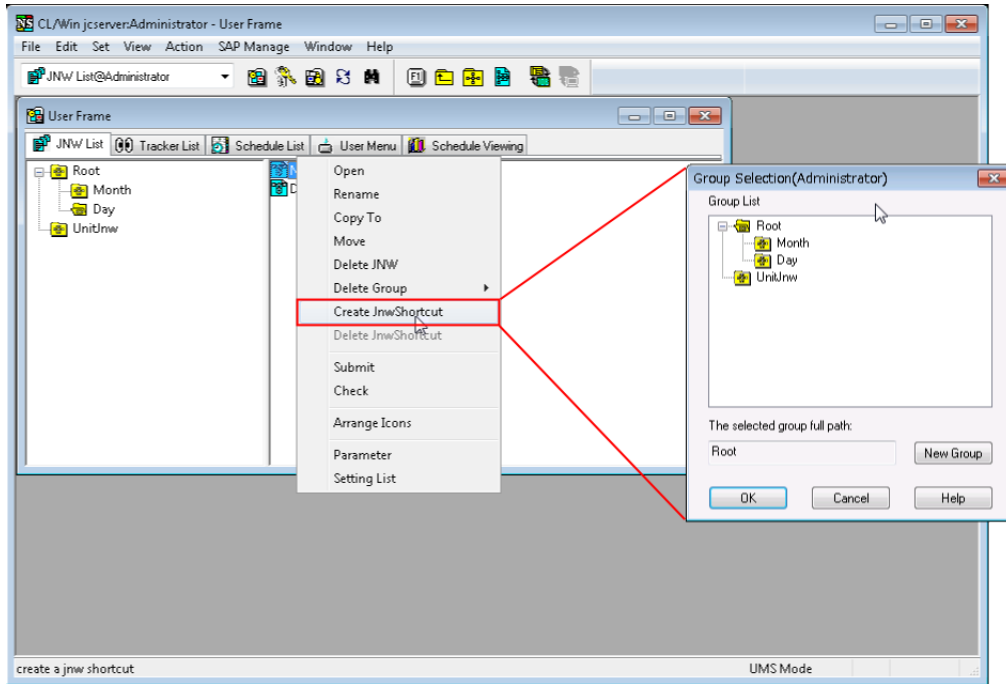 CL/Win jcserver:Administrator - User Frame
File Edit Set View Action SAP Manage Window Help
JNW List@Administrator
User Frame
JNW List Tracker List Schedule List User Menu Schedule Viewing
Root
Month
Day
UnitJnw
Open
Rename
Copy To
Move
Delete JNW
Delete Group
Create JnwShortcut
Delete JnwShortcut
Submit
Check
Arrange Icons
Parameter
Setting List
Group Selection(Administrator)
Group List
Root
Month
Day
UnitJnw
The selected group full path:
Root New Group
OK Cancel Help
create a jnw shortcut UMS Mode